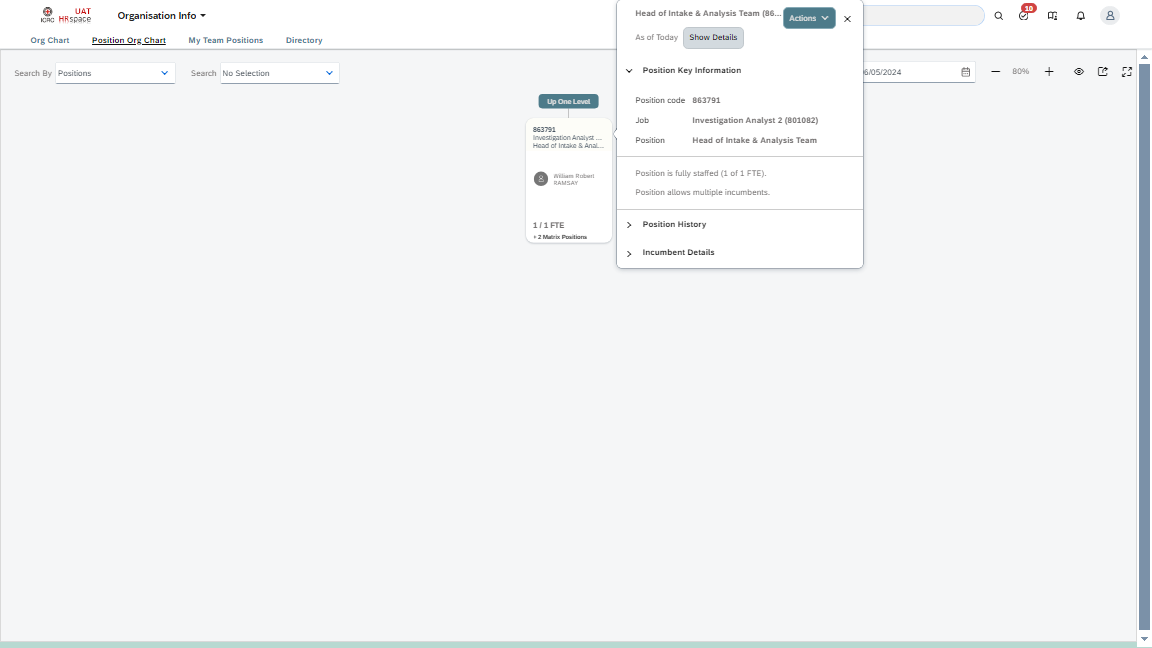 ICRC
UAT
HRspace
Organisation Info
10
Org Chart
Position Org Chart
My Team Positions
Directory
Search By
Positions
Search
No Selection
6/05/2024
80%
Up One Level
863791
Investigation Analyst ...
Head of Intake & Anal...
William Robert
RAMSAY
1 / 1 FTE
2 Matrix Positions
Head of Intake & Analysis Team (86...
Actions
As of Today
Show Details
Position Key Information
Position code 863791
Job Investigation Analyst 2 (801082)
Position Head of Intake & Analysis Team
Position is fully staffed (1 of 1 FTE).
Position allows multiple incumbents.
Position History
Incumbent Details